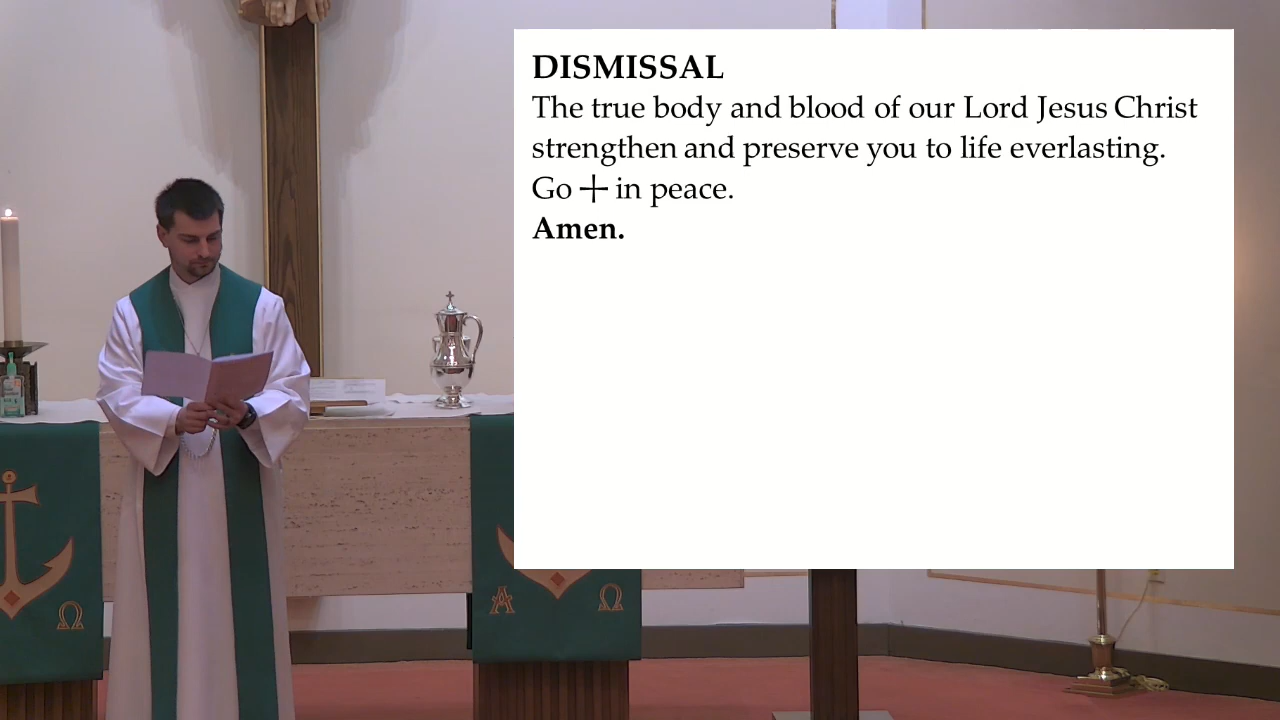 DISMISSAL
The true body and blood of our Lord Jesus Christ
strengthen and preserve you to life everlasting.
Go ✛ in peace.
Amen.
Ω
Α
Ω